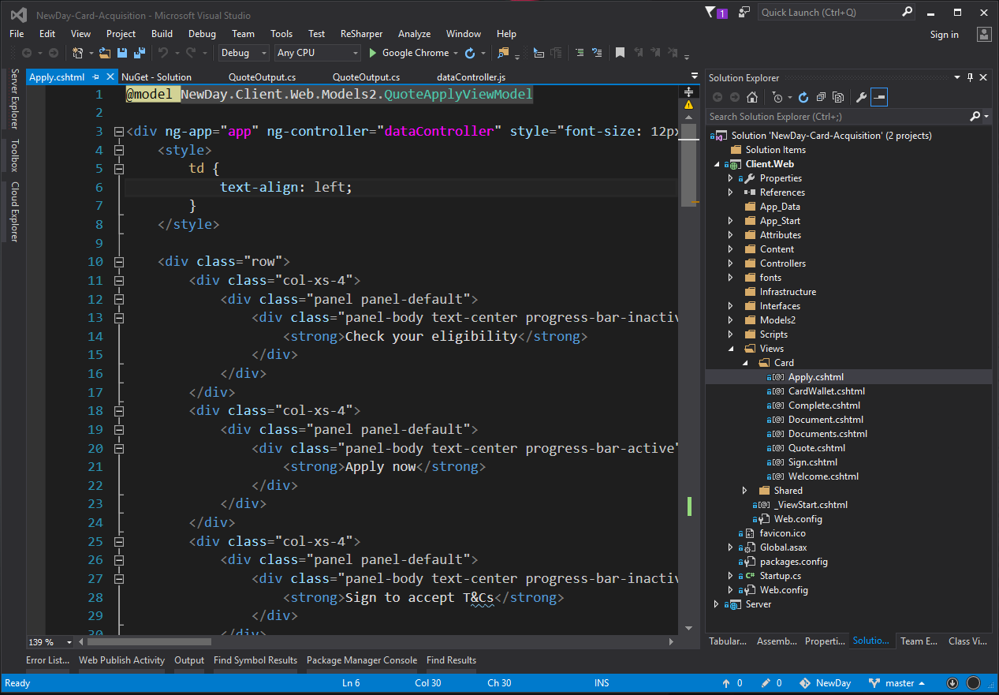 NewDay-Card-Acquisition - Microsoft Visual Studio
1
Quick Launch (Ctrl+Q)
File Edit View Project Build Debug Team Tools Test ReSharper Analyze Window Help
Sign in
Debug Any CPU Google Chrome
Server Explorer
Toolbox
Cloud Explorer
Apply.cshtml NuGet - Solution QuoteOutput.cs QuoteOutput.cs dataController.js
1 @model NewDay.Client.Web.Models2.QuoteApplyViewModel
2
3 <div ng-app="app" ng-controller="dataController" style="font-size: 12px
4 <style>
5 td {
6 text-align: left;
7 }
8 </style>
9
10 <div class="row">
11 <div class="col-xs-4">
12 <div class="panel panel-default">
13 <div class="panel-body text-center progress-bar-inactiv
14 <strong>Check your eligibility</strong>
15 </div>
16 </div>
17 </div>
18 <div class="col-xs-4">
19 <div class="panel panel-default">
20 <div class="panel-body text-center progress-bar-active"
21 <strong>Apply now</strong>
22 </div>
23 </div>
24 </div>
25 <div class="col-xs-4">
26 <div class="panel panel-default">
27 <div class="panel-body text-center progress-bar-inactiv
28 <strong>Sign to accept T&Cs</strong>
29 </div>
30 </div>
139 %
Solution Explorer
Search Solution Explorer (Ctrl+;)
Solution 'NewDay-Card-Acquisition' (2 projects)
Solution Items
Client.Web
Properties
References
App_Data
App_Start
Attributes
Content
Controllers
fonts
Infrastructure
Interfaces
Models2
Scripts
Views
Card
Apply.cshtml
CardWallet.cshtml
Complete.cshtml
Document.cshtml
Documents.cshtml
Quote.cshtml
Sign.cshtml
Welcome.cshtml
Shared
_ViewStart.cshtml
Web.config
favicon.ico
Global.asax
packages.config
C# Startup.cs
Web.config
Server
Tabular... Assemb... Properti... Solutio... Team E... Class Vi...
Error List... Web Publish Activity Output Find Symbol Results Package Manager Console Find Results
Ready Ln 6 Col 30 Ch 30 INS 0 0 NewDay master